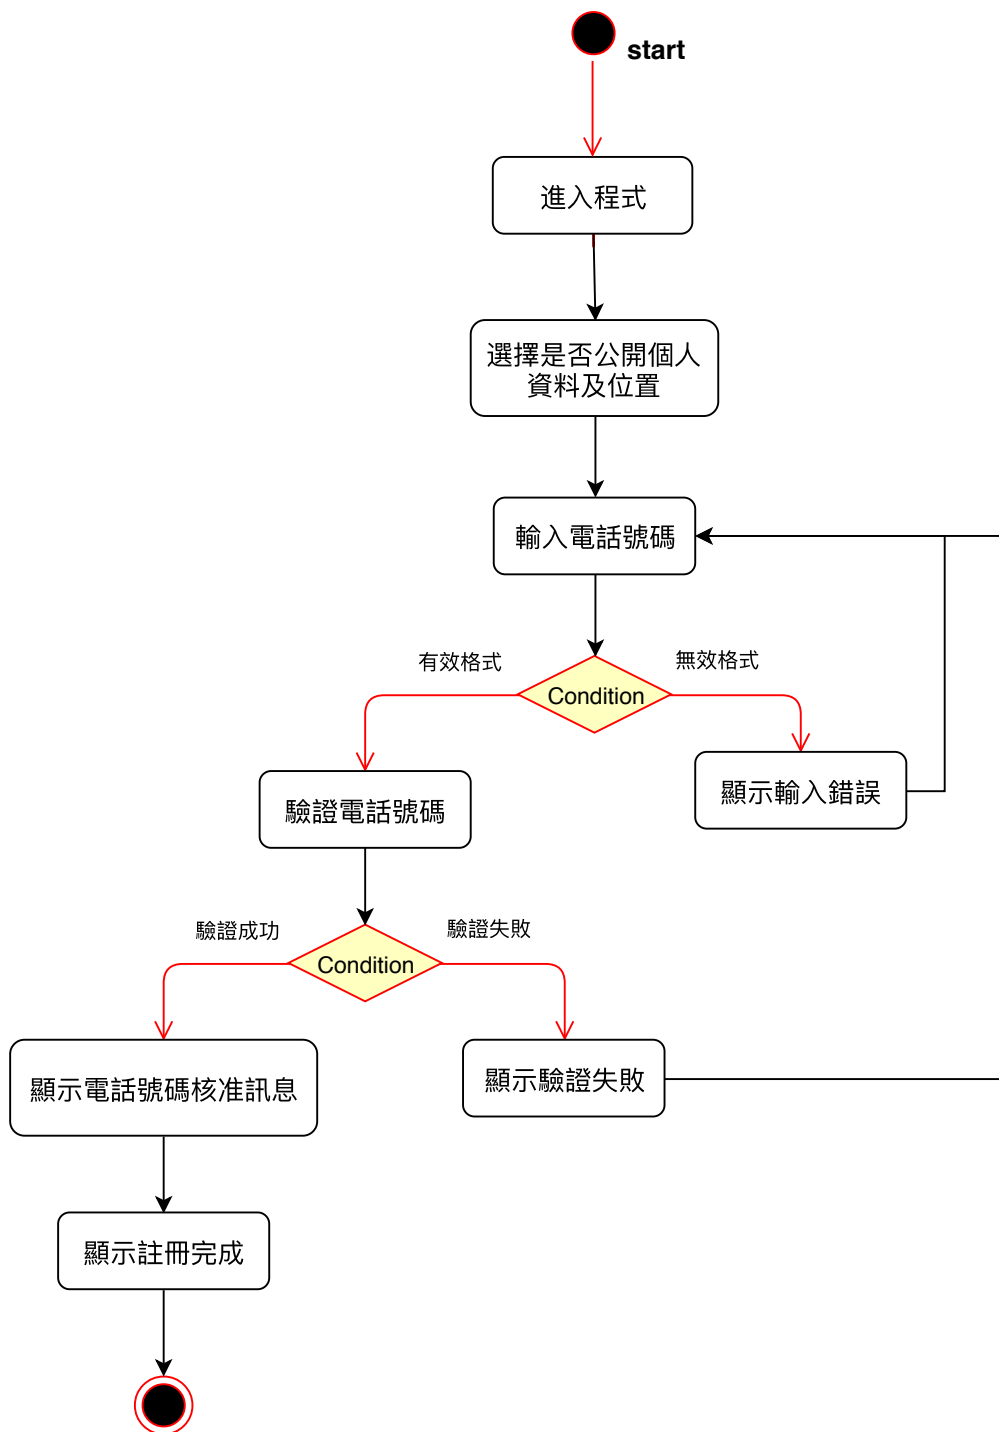 start
進入程式
選擇是否公開個人
資料及位置
輸入電話號碼
有效格式
無效格式
Condition
顯示輸入錯誤
驗證電話號碼
驗證成功
驗證失敗
Condition
顯示電話號碼核准訊息
顯示驗證失敗
顯示註冊完成